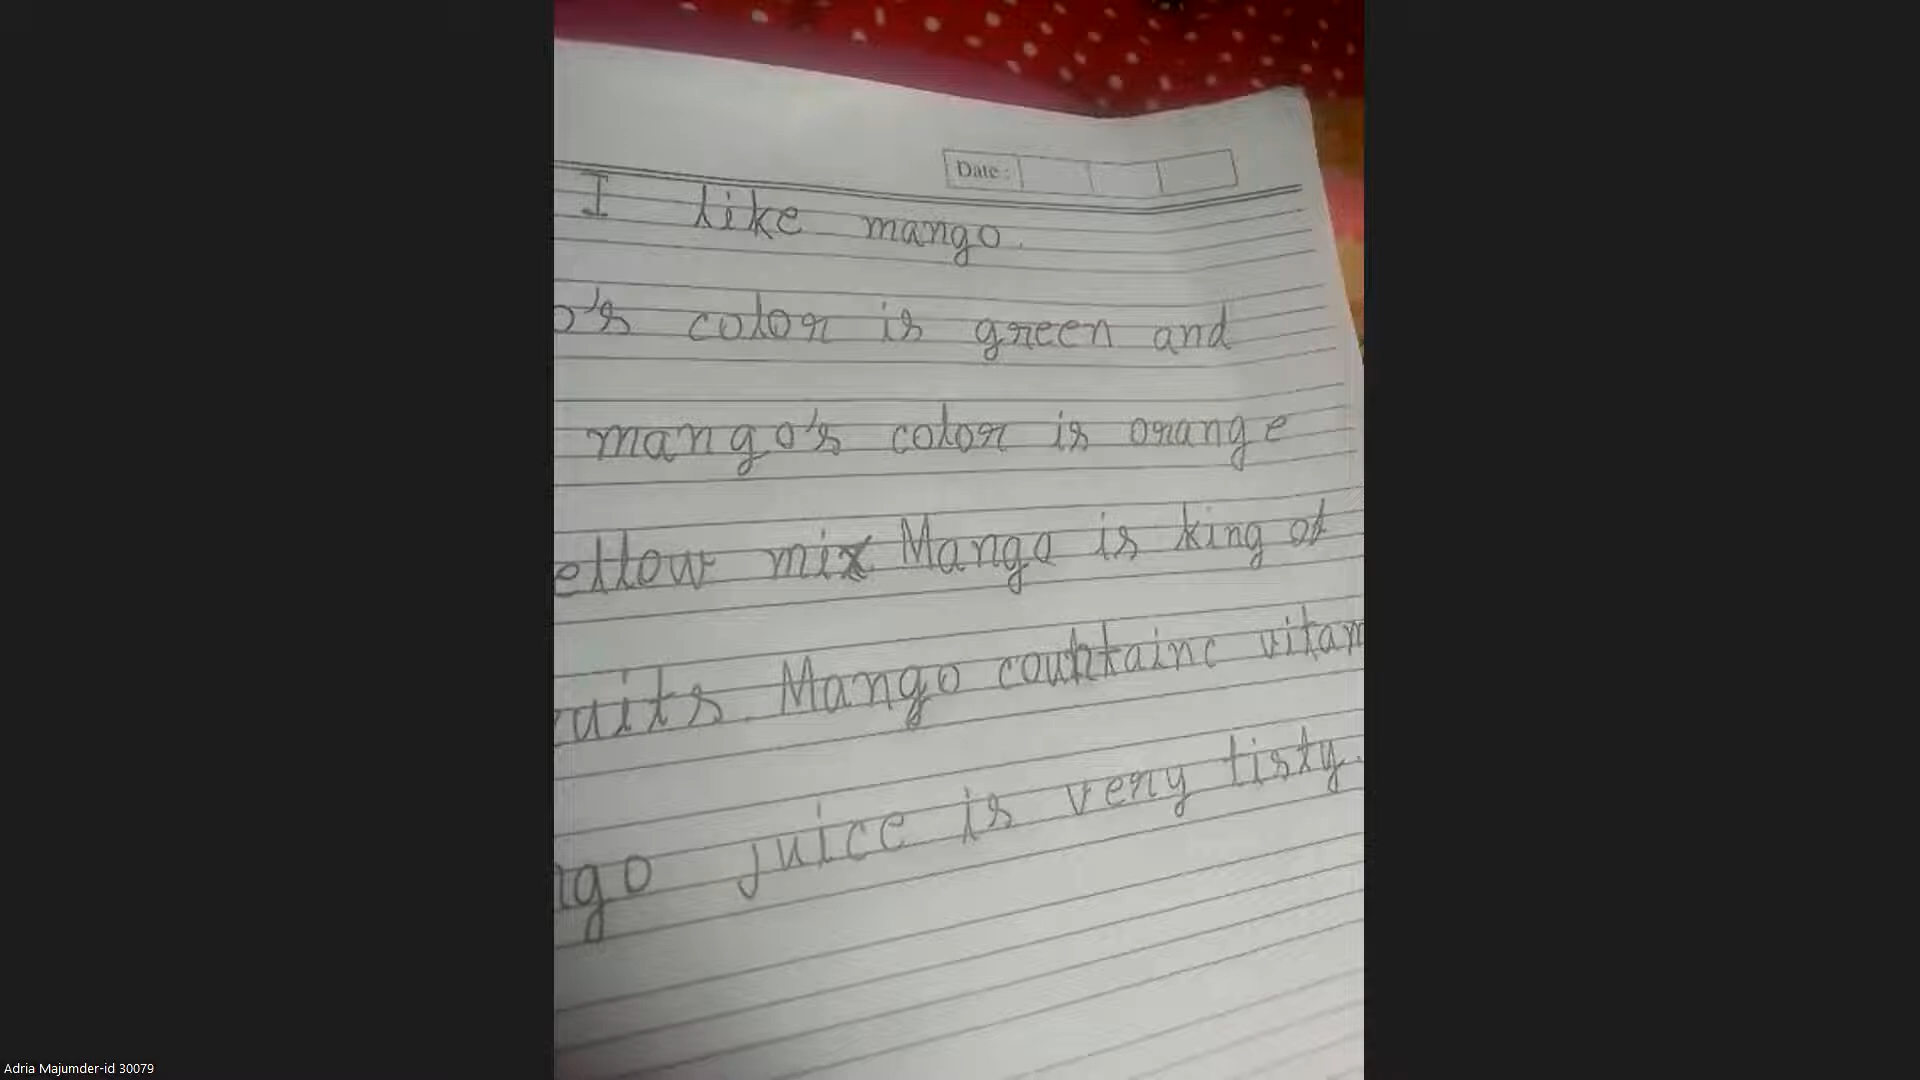 Date :
I like mango.
o's color is green and
mango's color is orange
ellow mix Mango is king of
uits. Mango countainc vitam
go juice is very tisty.
Adria Majumder-id 30079